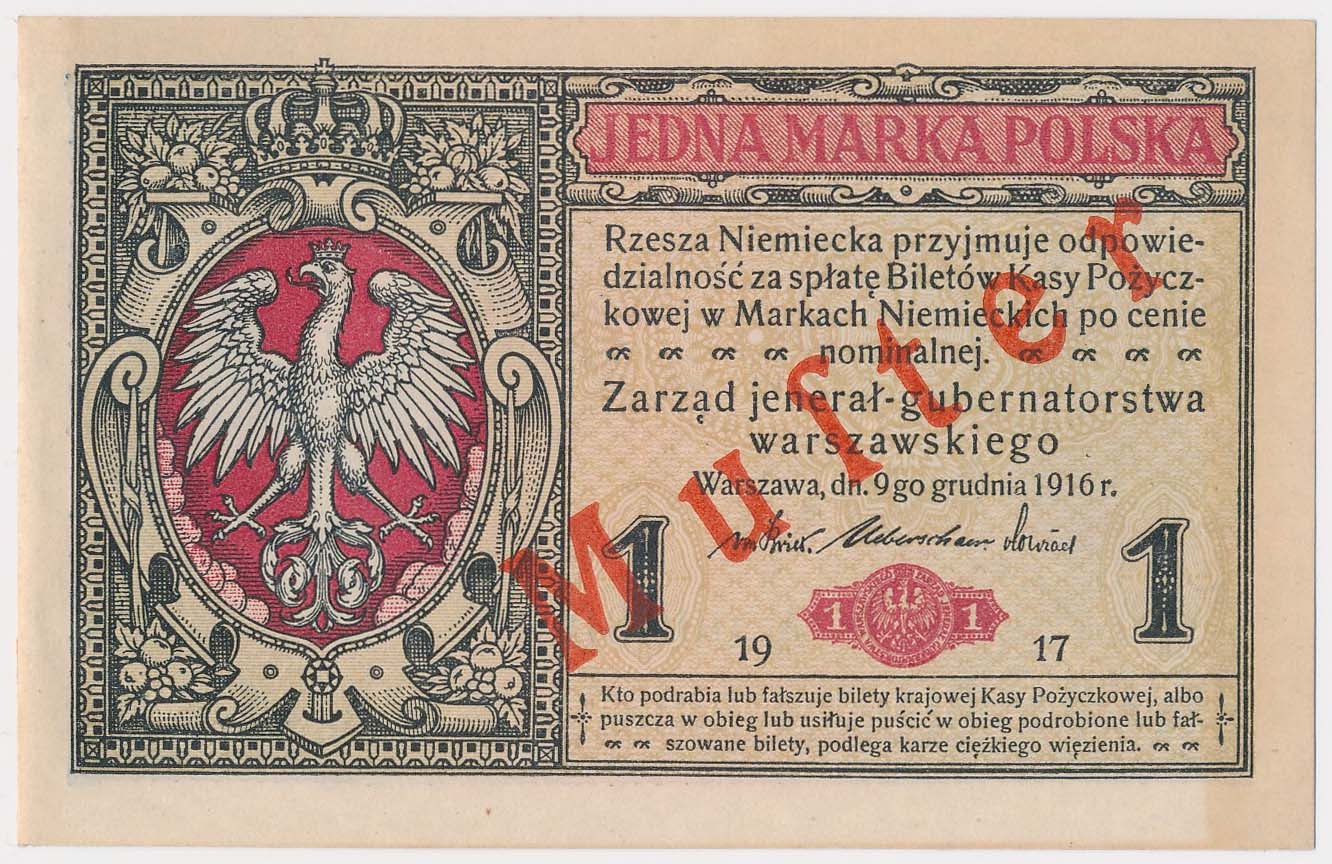 JEDNA MARKA POLSKA
Rzesza Niemiecka przyjmuje odpowie-
dzialność za spłatę Biletów Kasy Pożycz-
kowej w Markach Niemieckich po cenie
nominalnej.
Zarząd jenerał-gubernatorstwa
warszawskiego
Warszawa, dn. 9go grudnia 1916 r.
Muſter
1 1
1 1
19 17
Kto podrabia lub fałszuje bilety krajowej Kasy Pożyczkowej, albo
puszcza w obieg lub usiłuje puścić w obieg podrobione lub fał-
szowane bilety, podlega karze ciężkiego więzienia.